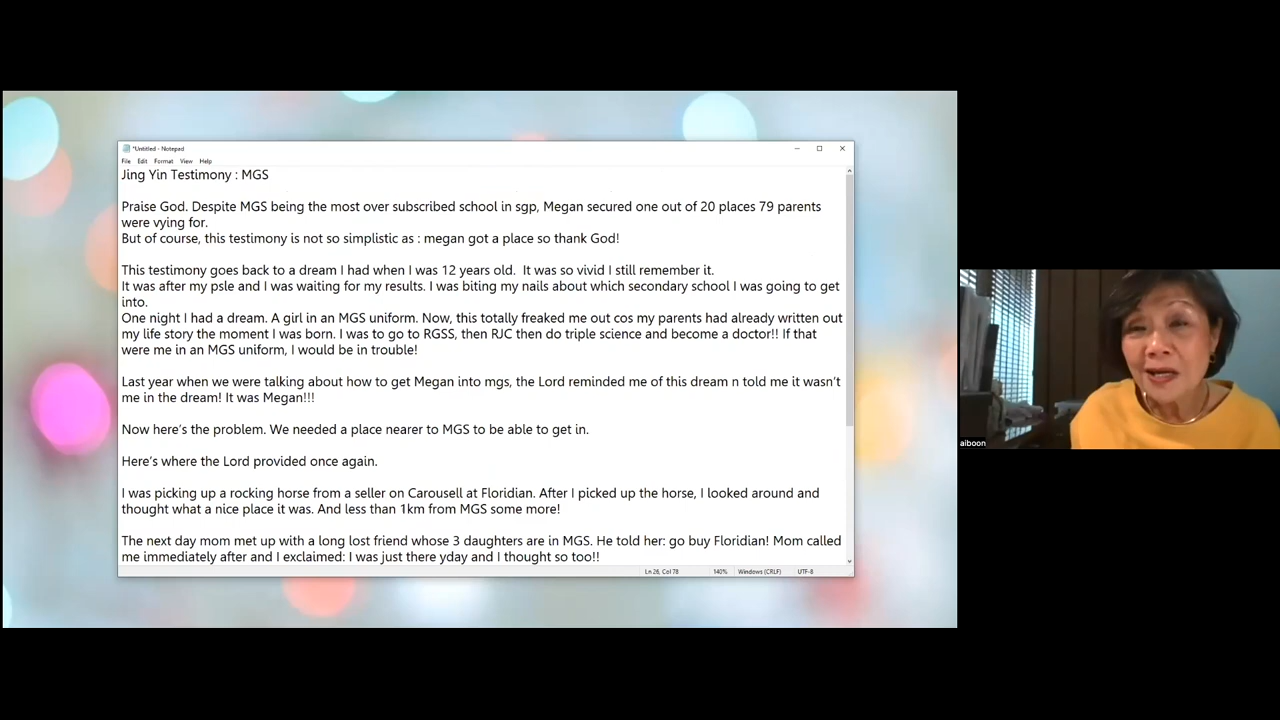 *Untitled - Notepad
File Edit Format View Help
Jing Yin Testimony : MGS
Praise God. Despite MGS being the most over subscribed school in sgp, Megan secured one out of 20 places 79 parents
were vying for.
But of course, this testimony is not so simplistic as : megan got a place so thank God!
This testimony goes back to a dream I had when I was 12 years old.  It was so vivid I still remember it.
It was after my psle and I was waiting for my results. I was biting my nails about which secondary school I was going to get
into.
One night I had a dream. A girl in an MGS uniform. Now, this totally freaked me out cos my parents had already written out
my life story the moment I was born. I was to go to RGSS, then RJC then do triple science and become a doctor!! If that
were me in an MGS uniform, I would be in trouble!
Last year when we were talking about how to get Megan into mgs, the Lord reminded me of this dream n told me it wasn't
me in the dream! It was Megan!!!
Now here's the problem. We needed a place nearer to MGS to be able to get in.
Here's where the Lord provided once again.
I was picking up a rocking horse from a seller on Carousell at Floridian. After I picked up the horse, I looked around and
thought what a nice place it was. And less than 1km from MGS some more!
The next day mom met up with a long lost friend whose 3 daughters are in MGS. He told her: go buy Floridian! Mom called
me immediately after and I exclaimed: I was just there yday and I thought so too!!
Ln 26, Col 78 140% Windows (CRLF) UTF-8
aiboon